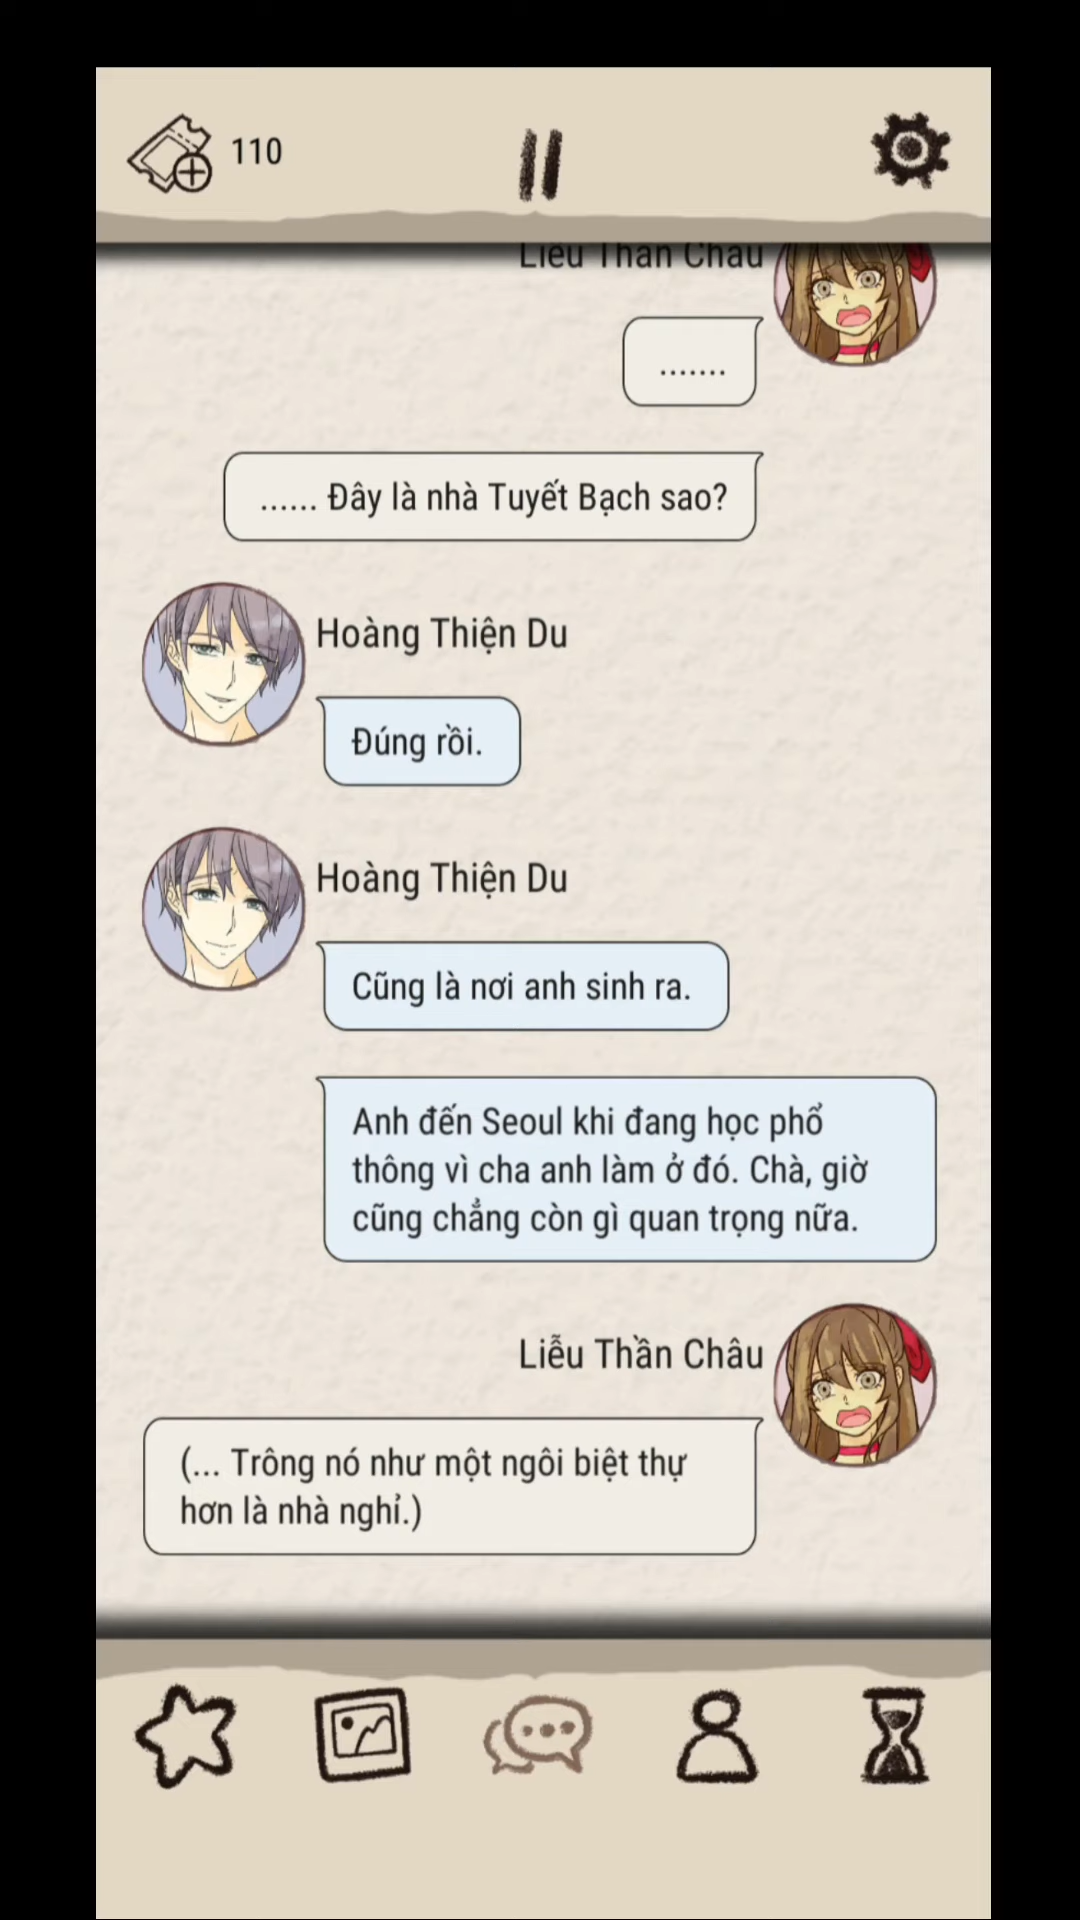 110
Liễu Thần Châu
.......
...... Đây là nhà Tuyết Bạch sao?
Hoàng Thiện Du
Đúng rồi.
Hoàng Thiện Du
Cũng là nơi anh sinh ra.
Anh đến Seoul khi đang học phổ
thông vì cha anh làm ở đó. Chà, giờ
cũng chẳng còn gì quan trọng nữa.
Liễu Thần Châu
(... Trông nó như một ngôi biệt thự
hơn là nhà nghỉ.)